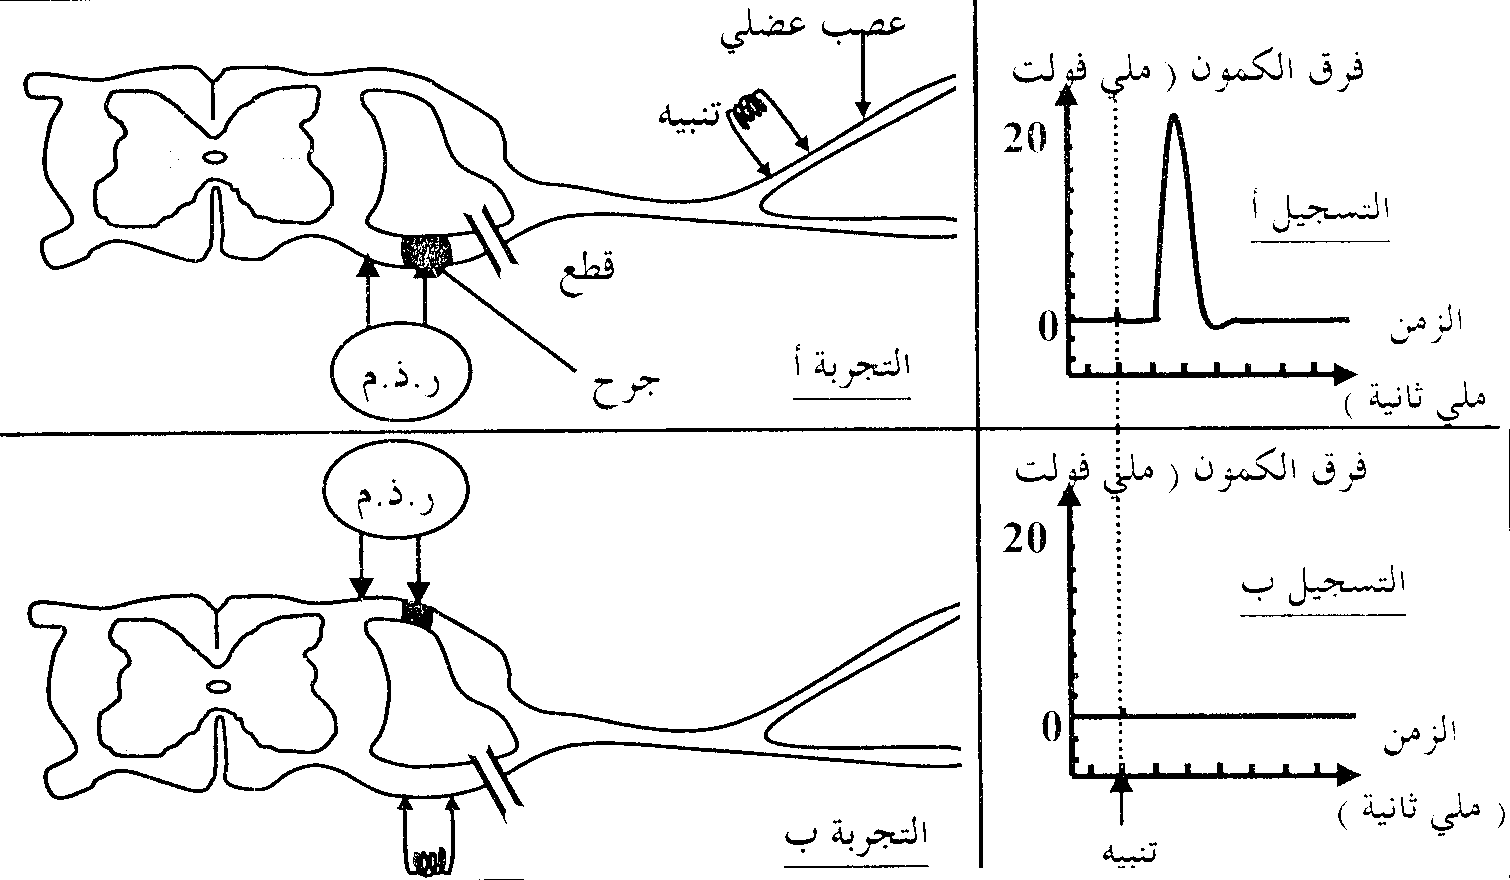 عصب عضلي
تنبيه
قطع
جرح
ر.ذ.م
التجربة أ
فرق الكمون ( ملي فولت
20
0
التسجيل أ
الزمن
ملي ثانية )
ر.ذ.م
التجربة ب
فرق الكمون ( ملي فولت
20
0
التسجيل ب
الزمن
( ملي ثانية )
تنبيه